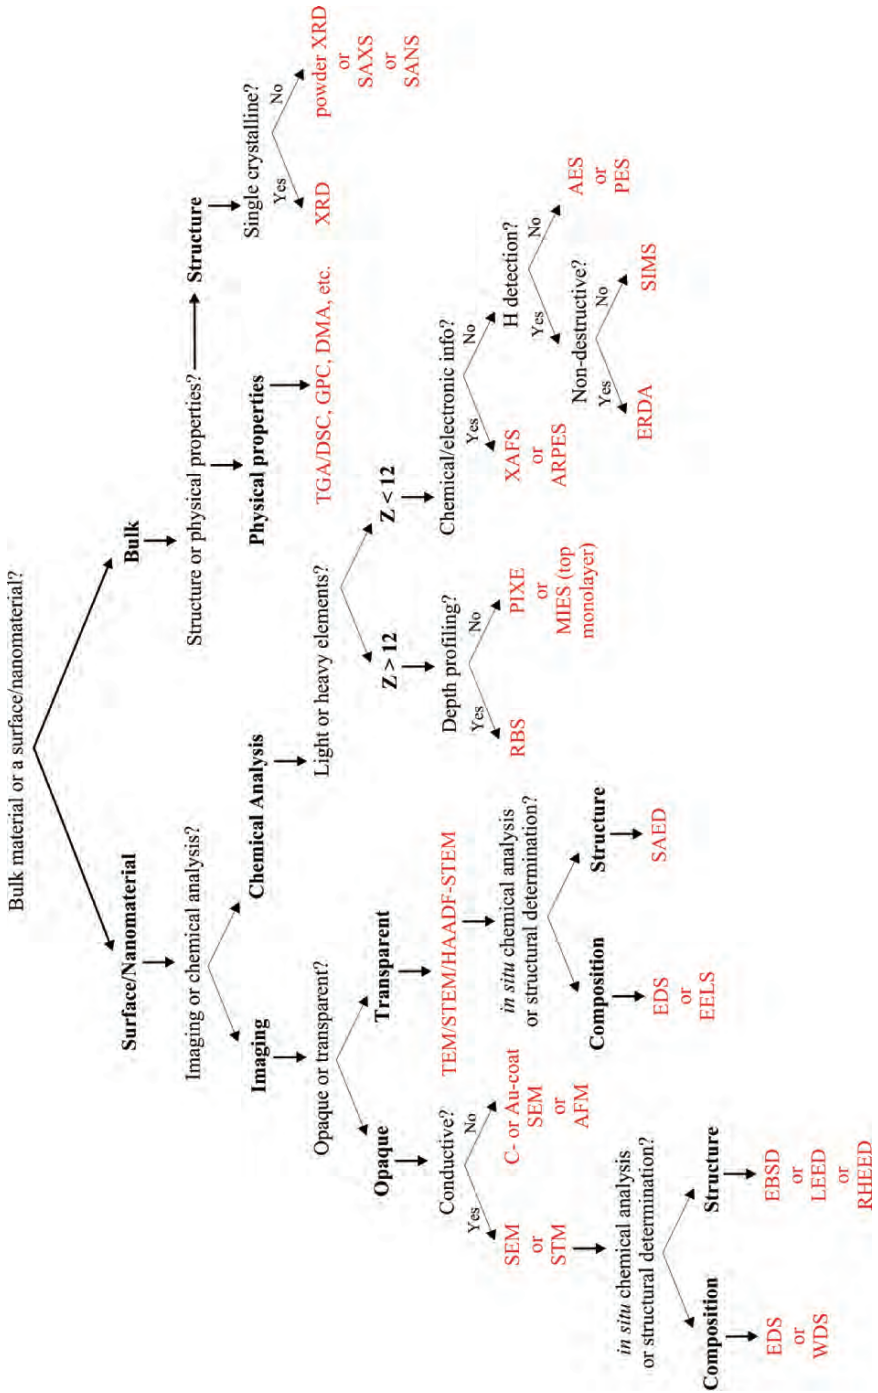 Bulk material or a surface/nanomaterial?
Surface/Nanomaterial
Bulk
Imaging or chemical analysis?
Structure or physical properties?
Imaging
Chemical Analysis
Physical properties
Structure
Opaque or transparent?
Light or heavy elements?
TGA/DSC, GPC, DMA, etc.
Single crystalline?
Yes
No
XRD
powder XRD
or
SAXS
or
SANS
Opaque
Transparent
Z > 12
Z < 12
Conductive?
TEM/STEM/HAADF-STEM
Depth profiling?
Chemical/electronic info?
Yes
No
Yes
No
Yes
No
SEM
or
STM
C- or Au-coat
SEM
or
AFM
in situ chemical analysis
or structural determination?
RBS
PIXE
or
MIES (top
monolayer)
XAFS
or
ARPES
H detection?
Yes
No
Composition
Structure
Non-destructive?
AES
or
PES
Yes
No
in situ chemical analysis
or structural determination?
EDS
or
EELS
SAED
ERDA
SIMS
Composition
Structure
EDS
or
WDS
EBSD
or
LEED
or
RHEED